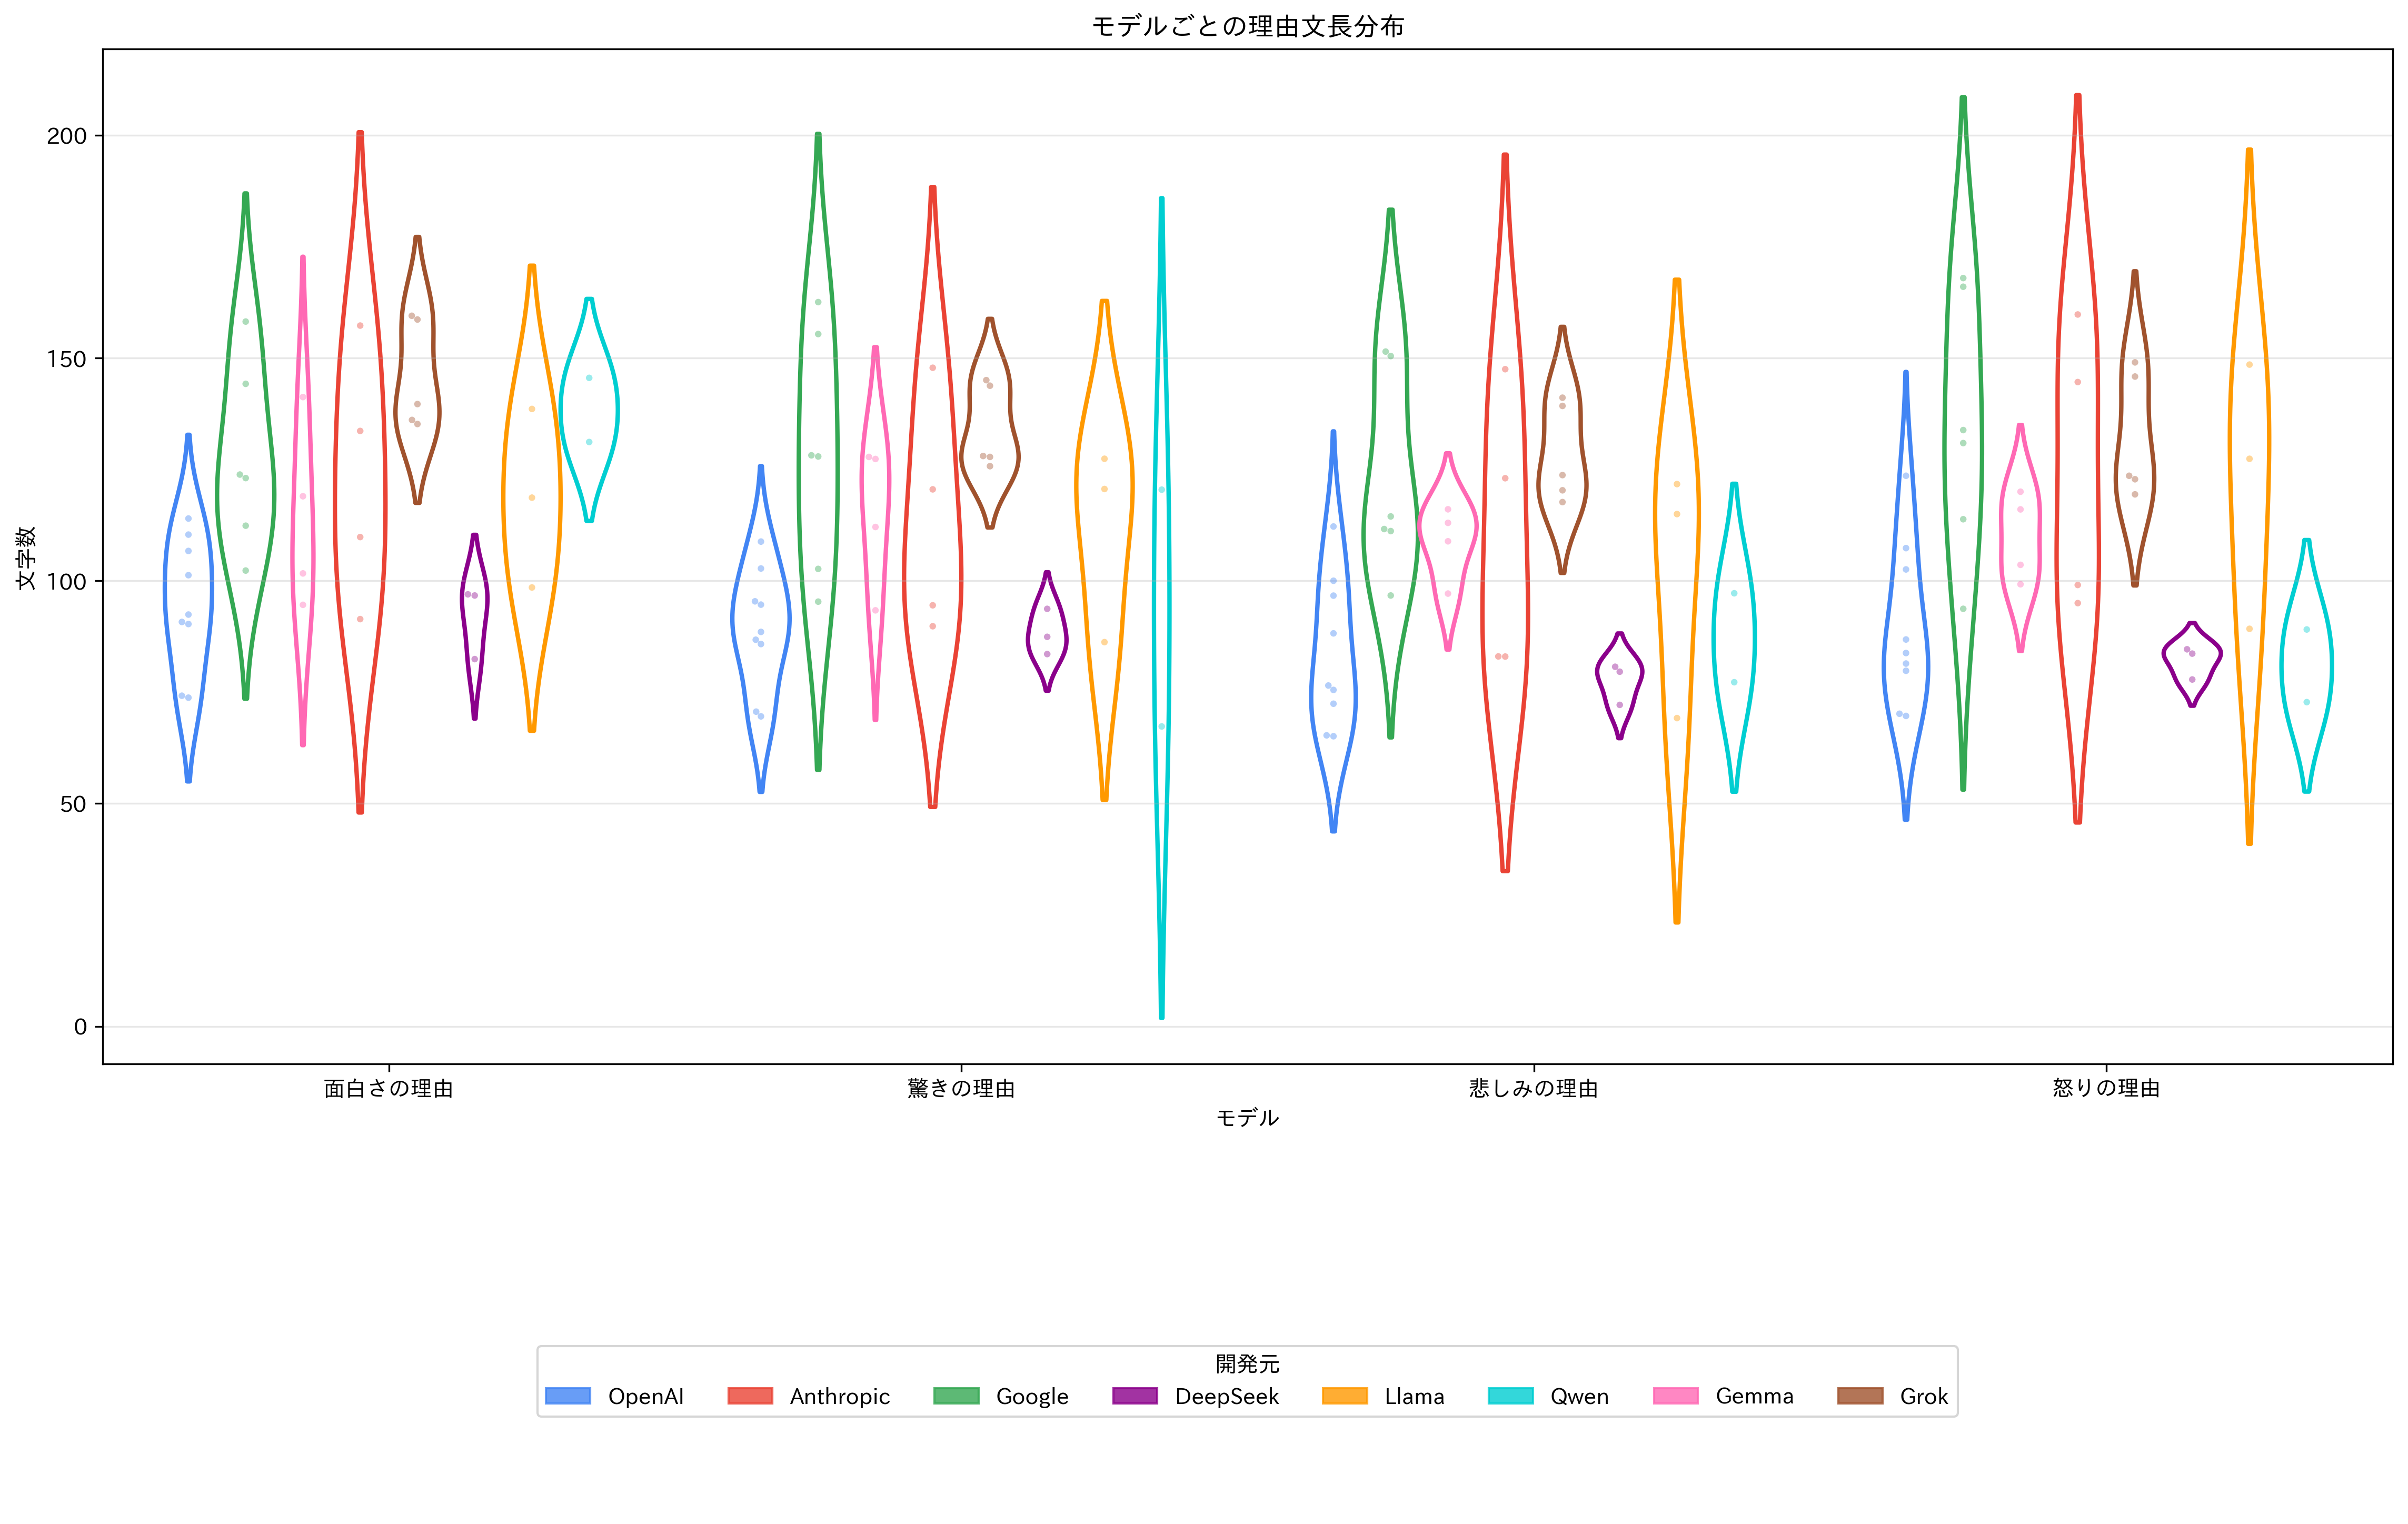 モデルごとの理由文長分布
文字数
200
150
100
50
0
面白さの理由 驚きの理由 悲しみの理由 怒りの理由
モデル
開発元
OpenAI Anthropic Google DeepSeek Llama Qwen Gemma Grok